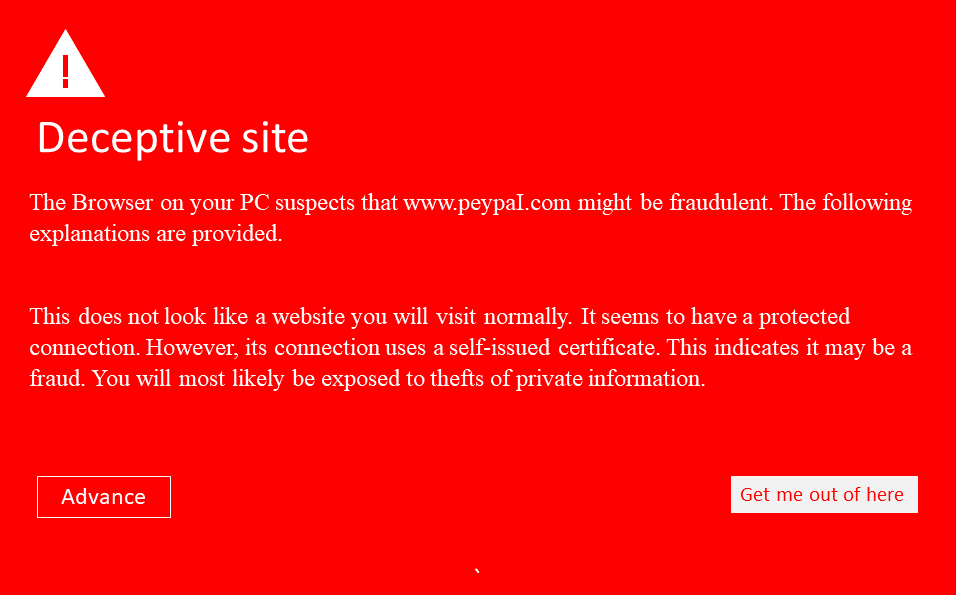 !
Deceptive site
The Browser on your PC suspects that www.peypaI.com might be fraudulent. The following
explanations are provided.
This does not look like a website you will visit normally. It seems to have a protected
connection. However, its connection uses a self-issued certificate. This indicates it may be a
fraud. You will most likely be exposed to thefts of private information.
Advance
Get me out of here
`